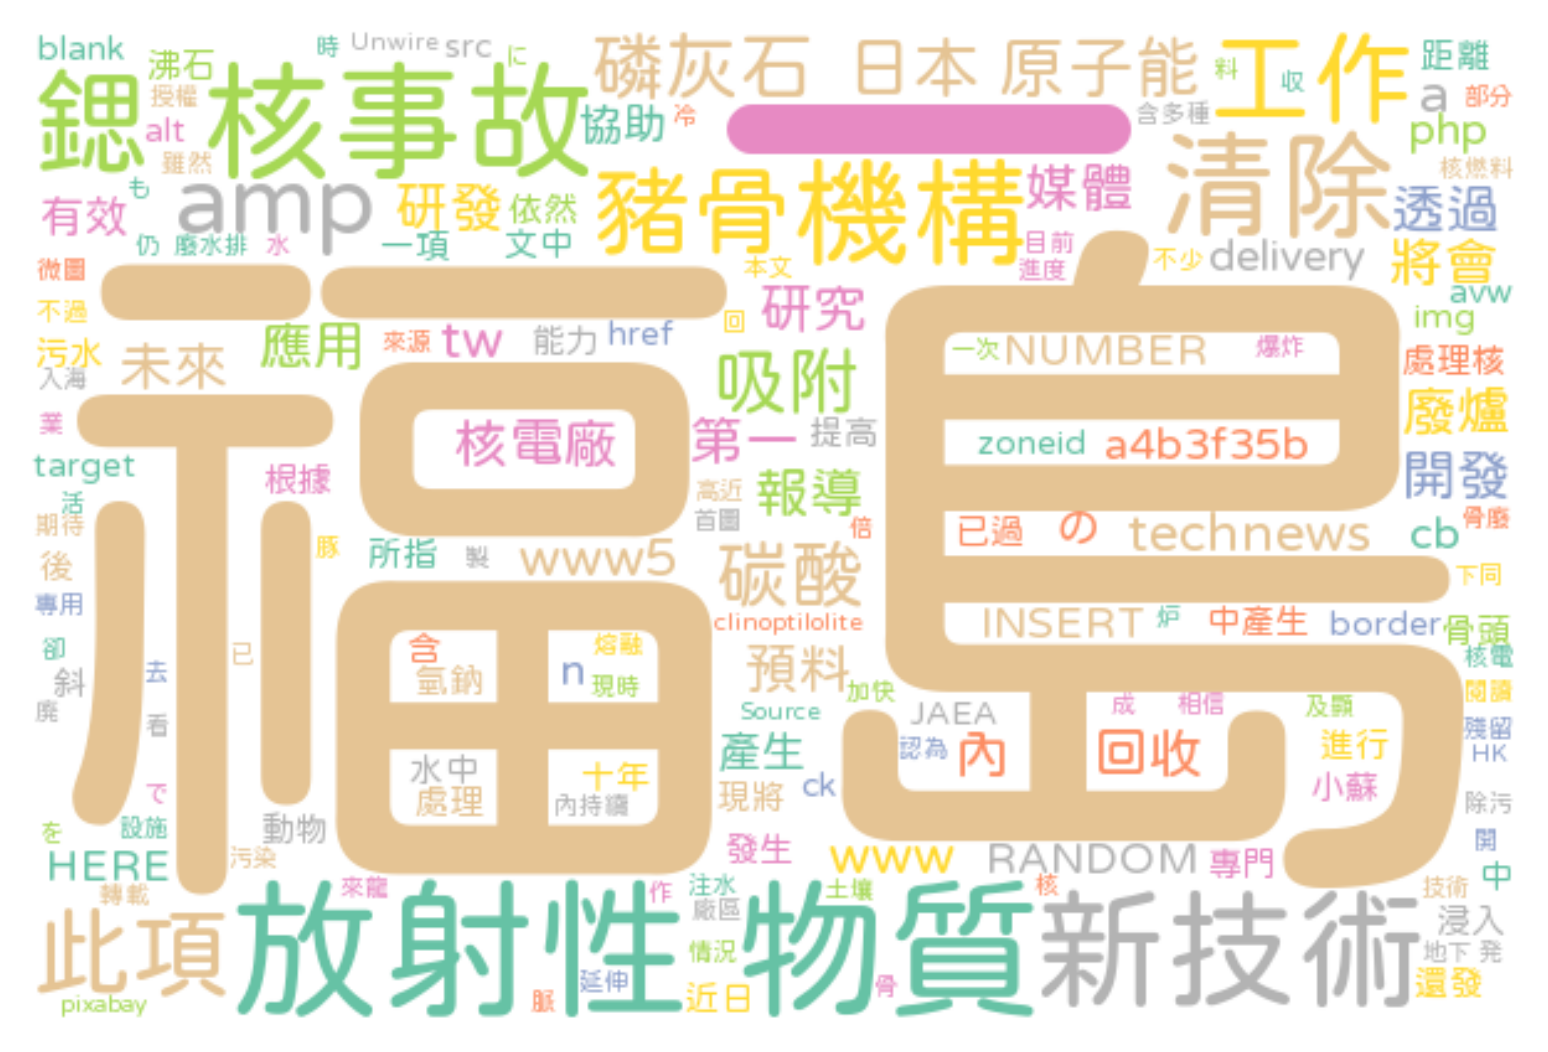 blank 沸石 時 Unwire src に 磷灰石 日本 原子能 料 収 工作 距離
鍶 授權 核事故 協助 冷 一 含多種 a 部分
alt 雖然 php
も amp 研發 依然 豬骨 機構 媒體 清除 核燃料 透過
有效 仍 廢水排 水 一項 文中 目前 不少 delivery 將會
微圖 本文 進度 avw
不過 應用 來源 tw 能力 href 回 研究 img
污水 未來 一次 NUMBER 爆炸 處理核
入海 吸附 廢爐
業 核電廠 第一 提高 zoneid a4b3f35b
target 根據 高近 報導 開發
活 首圖 倍 已過 の technews cb 骨廢
期待 豚 所指 製 www5 碳酸 下同
後 福島
專用 clinoptilolite INSERT 炉 中產生 border 骨頭
卻 含 熔融 核電
斜 去 已 氫鈉 n 現時 預料 加快 閱讀
廃 看 Source JAEA 成 相信 及顯 殘留
水中 十年 產生 認為 內 回收 進行 HK
で 處理 內持續 現將 ck 小蘇 除污
を 設施 動物 開
HERE 污染 發生 www RANDOM 專門 中
轉載 來龍 作 注水 土壤 核 技術
此項 放射性 物質 廠區 新技術 浸入
情況 地下 発
pixabay 脈 延伸 近日 骨 還發